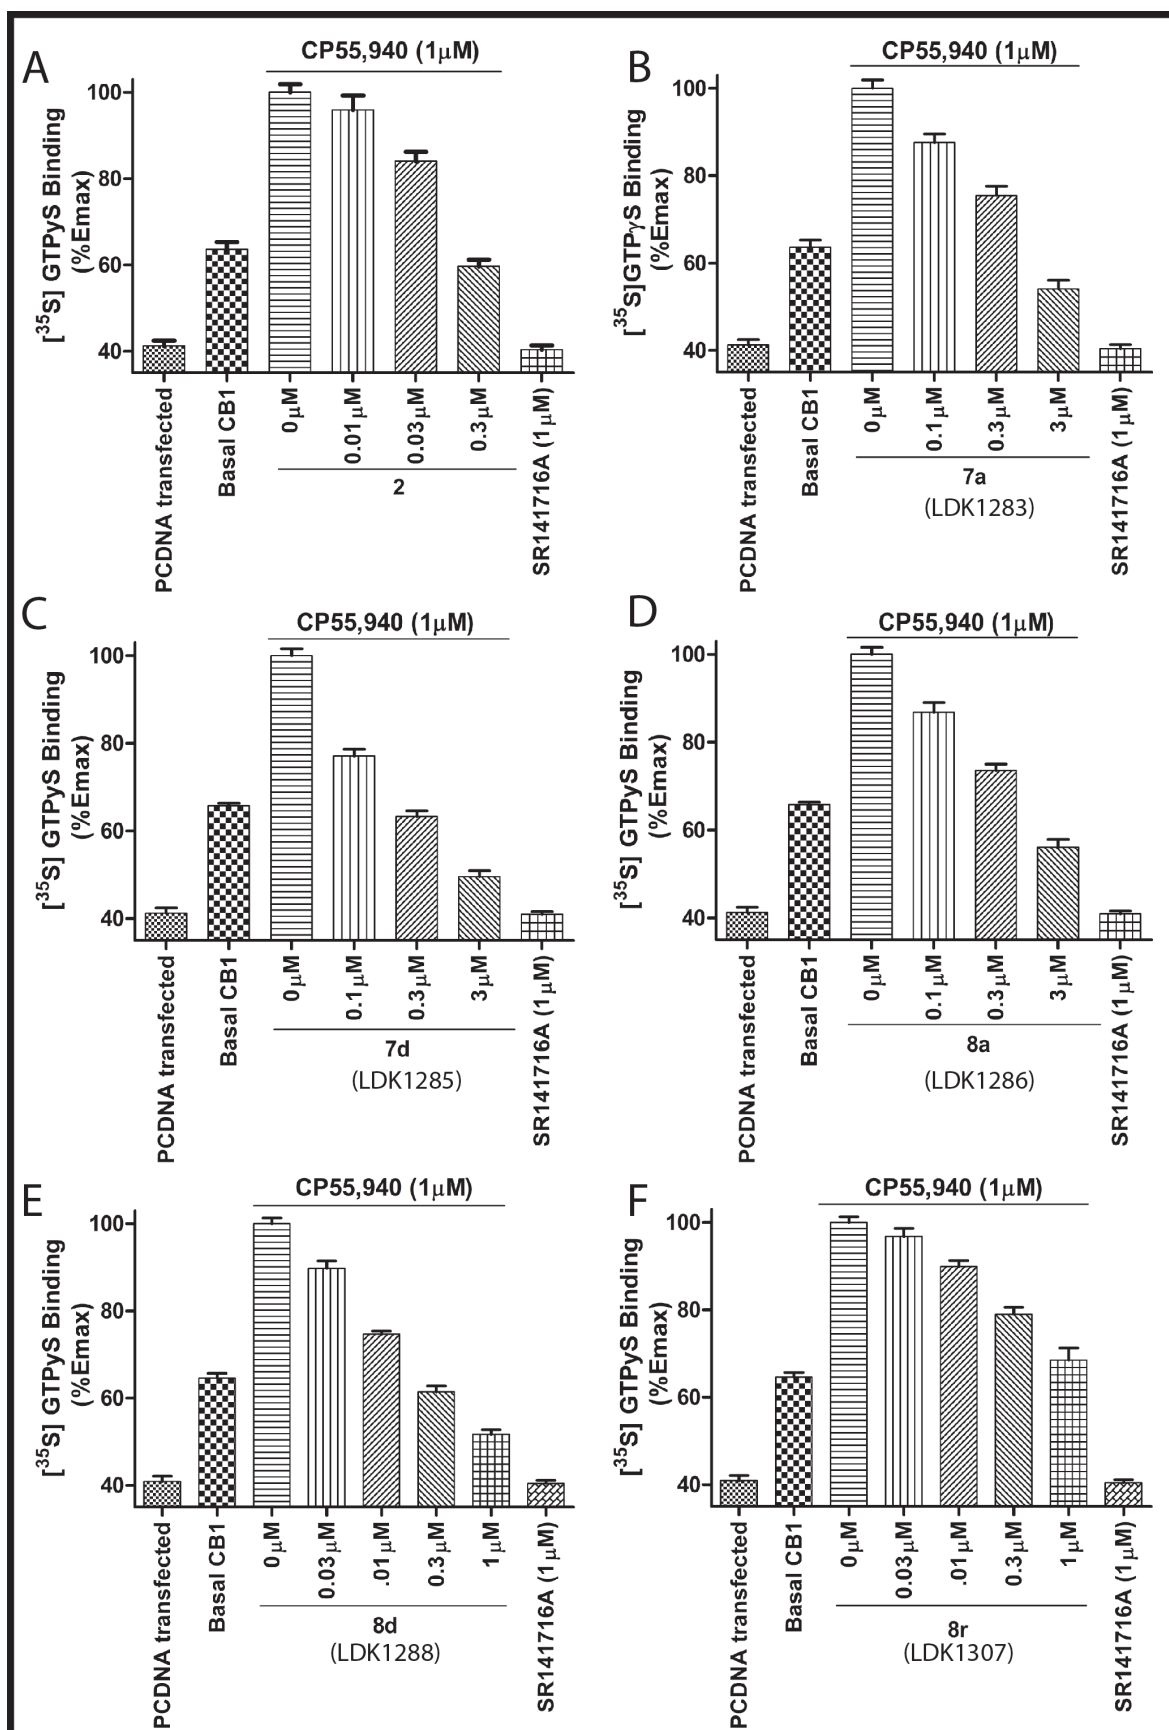 A
CP55,940 (1μM)
[35S] GTPyS Binding
(%Emax)
100
80
60
40
PCDNA transfected
Basal CB1
0μM
0.01μM
0.03μM
0.3μM
SR141716A (1μM)
2
B
CP55,940 (1μM)
[35S]GTPγS Binding
(%Emax)
100
80
60
40
PCDNA transfected
Basal CB1
0μM
0.1μM
0.3μM
3μM
SR141716A (1μM)
7a
(LDK1283)
C
CP55,940 (1μM)
[35S] GTPyS Binding
(%Emax)
100
80
60
40
PCDNA transfected
Basal CB1
0μM
0.1μM
0.3μM
3μM
SR141716A (1μM)
7d
(LDK1285)
D
CP55,940 (1μM)
[35S] GTPyS Binding
(%Emax)
100
80
60
40
PCDNA transfected
Basal CB1
0μM
0.1μM
0.3μM
3μM
SR141716A (1μM)
8a
(LDK1286)
E
CP55,940 (1μM)
[35S] GTPyS Binding
(%Emax)
100
80
60
40
PCDNA transfected
Basal CB1
0μM
0.03μM
.01μM
0.3μM
1μM
SR141716A (1μM)
8d
(LDK1288)
F
CP55,940 (1μM)
[35S] GTPyS Binding
(%Emax)
100
80
60
40
PCDNA transfected
Basal CB1
0μM
0.03μM
.01μM
0.3μM
1μM
SR141716A (1μM)
8r
(LDK1307)